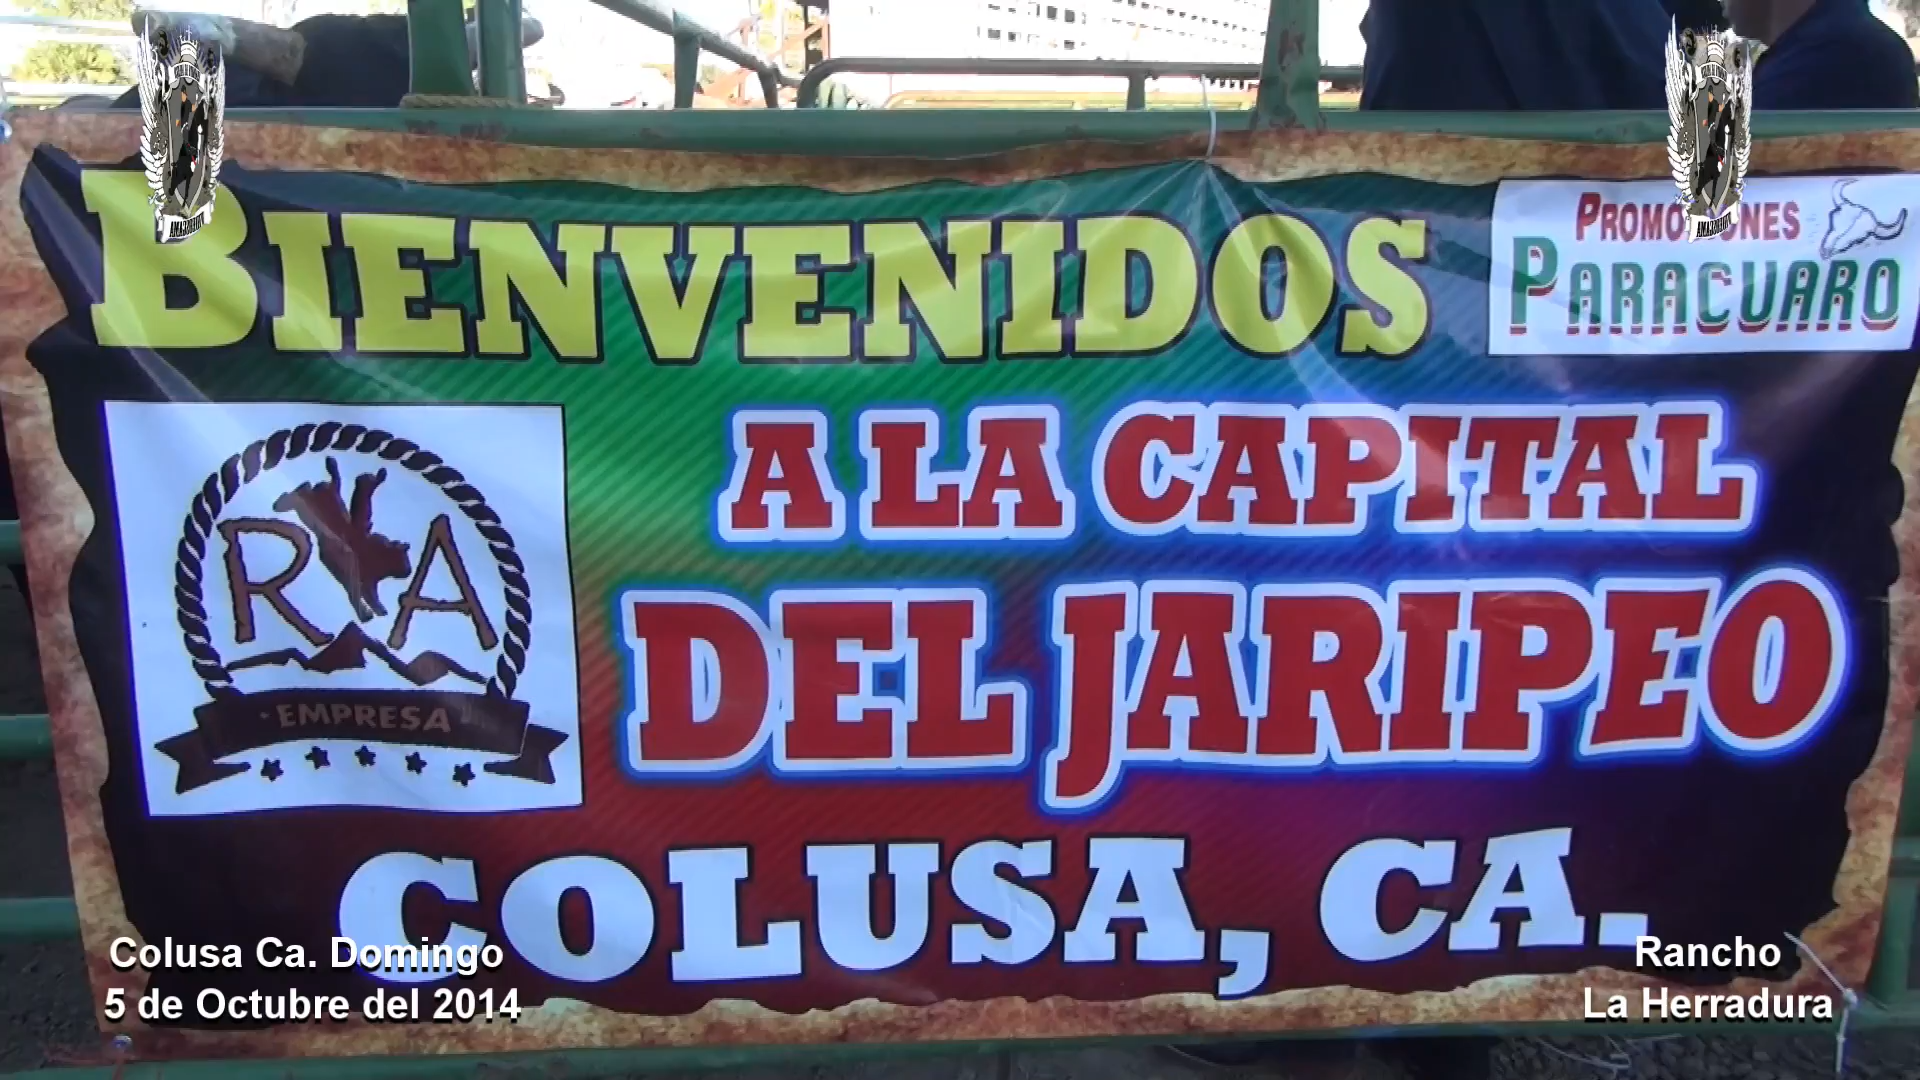 BIENVENIDOS
PROMOCIONES
PARACUARO
A LA CAPITAL
DEL JARIPEO
R A
EMPRESA
COLUSA, CA.
Colusa Ca. Domingo
5 de Octubre del 2014
Rancho
La Herradura